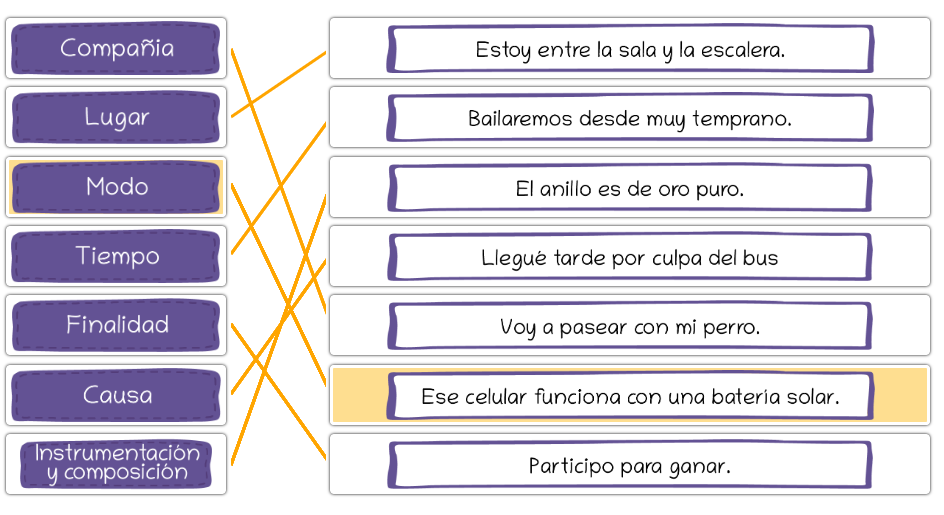 Compañia
Estoy entre la sala y la escalera.
Lugar
Bailaremos desde muy temprano.
Modo
El anillo es de oro puro.
Tiempo
Llegué tarde por culpa del bus
Finalidad
Voy a pasear con mi perro.
Causa
Ese celular funciona con una batería solar.
Instrumentación
y composición
Participo para ganar.